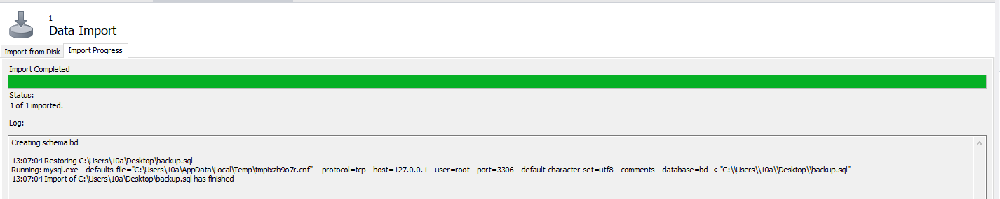 1
Data Import
Import from Disk
Import Progress
Import Completed
Status:
1 of 1 imported.
Log:
Creating schema bd
13:07:04 Restoring C:\Users\10a\Desktop\backup.sql
Running: mysql.exe --defaults-file="C:\Users\10a\AppData\Local\Temp\tmpixzh9o7r.cnf" --protocol=tcp --host=127.0.0.1 --user=root --port=3306 --default-character-set=utf8 --comments --database=bd < "C:\\Users\\10a\\Desktop\\backup.sql"
13:07:04 Import of C:\Users\10a\Desktop\backup.sql has finished